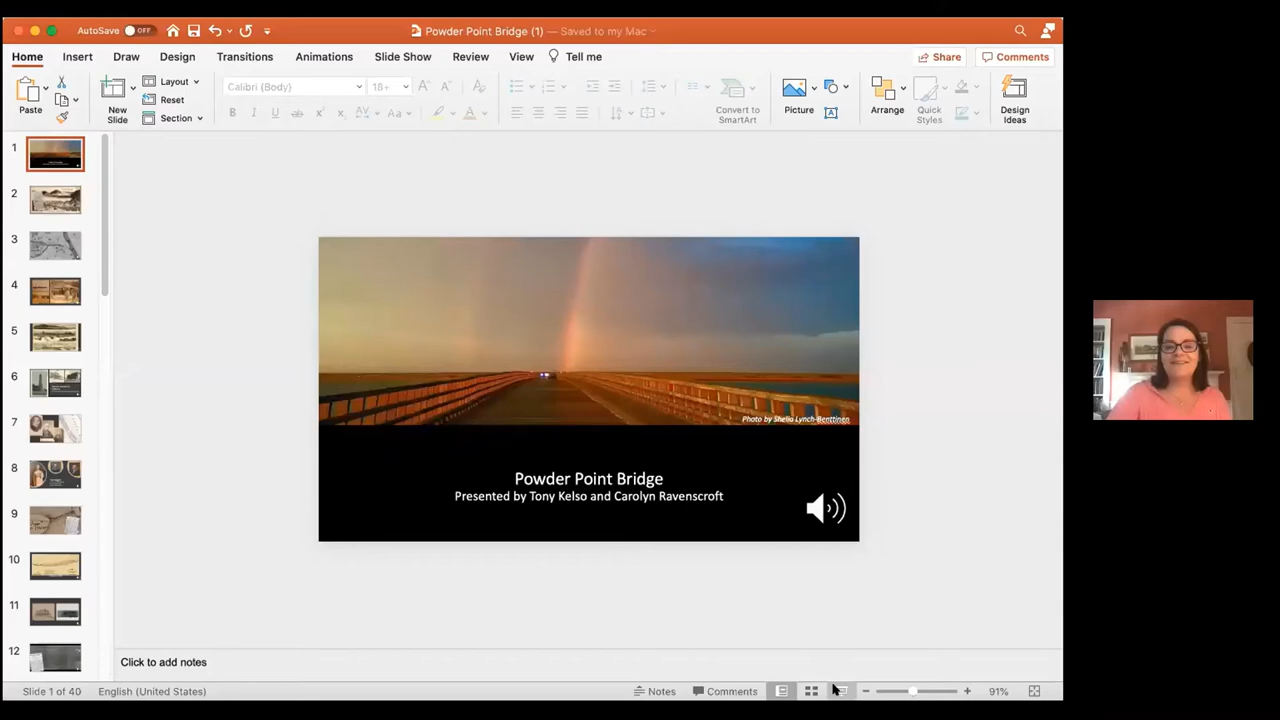 AutoSave OFF
Powder Point Bridge (1) — Saved to my Mac
Home Insert Draw Design Transitions Animations Slide Show Review View Tell me
Share Comments
Paste
New Slide
Layout
Reset
Section
Calibri (Body) 18+
Convert to SmartArt
Picture
Arrange
Quick Styles
Design Ideas
1
2
3
4
5
6
7
8
9
10
11
12
Photo by Shelia Lynch-Benttinen
Powder Point Bridge
Presented by Tony Kelso and Carolyn Ravenscroft
Click to add notes
Slide 1 of 40 English (United States) Notes Comments 91%